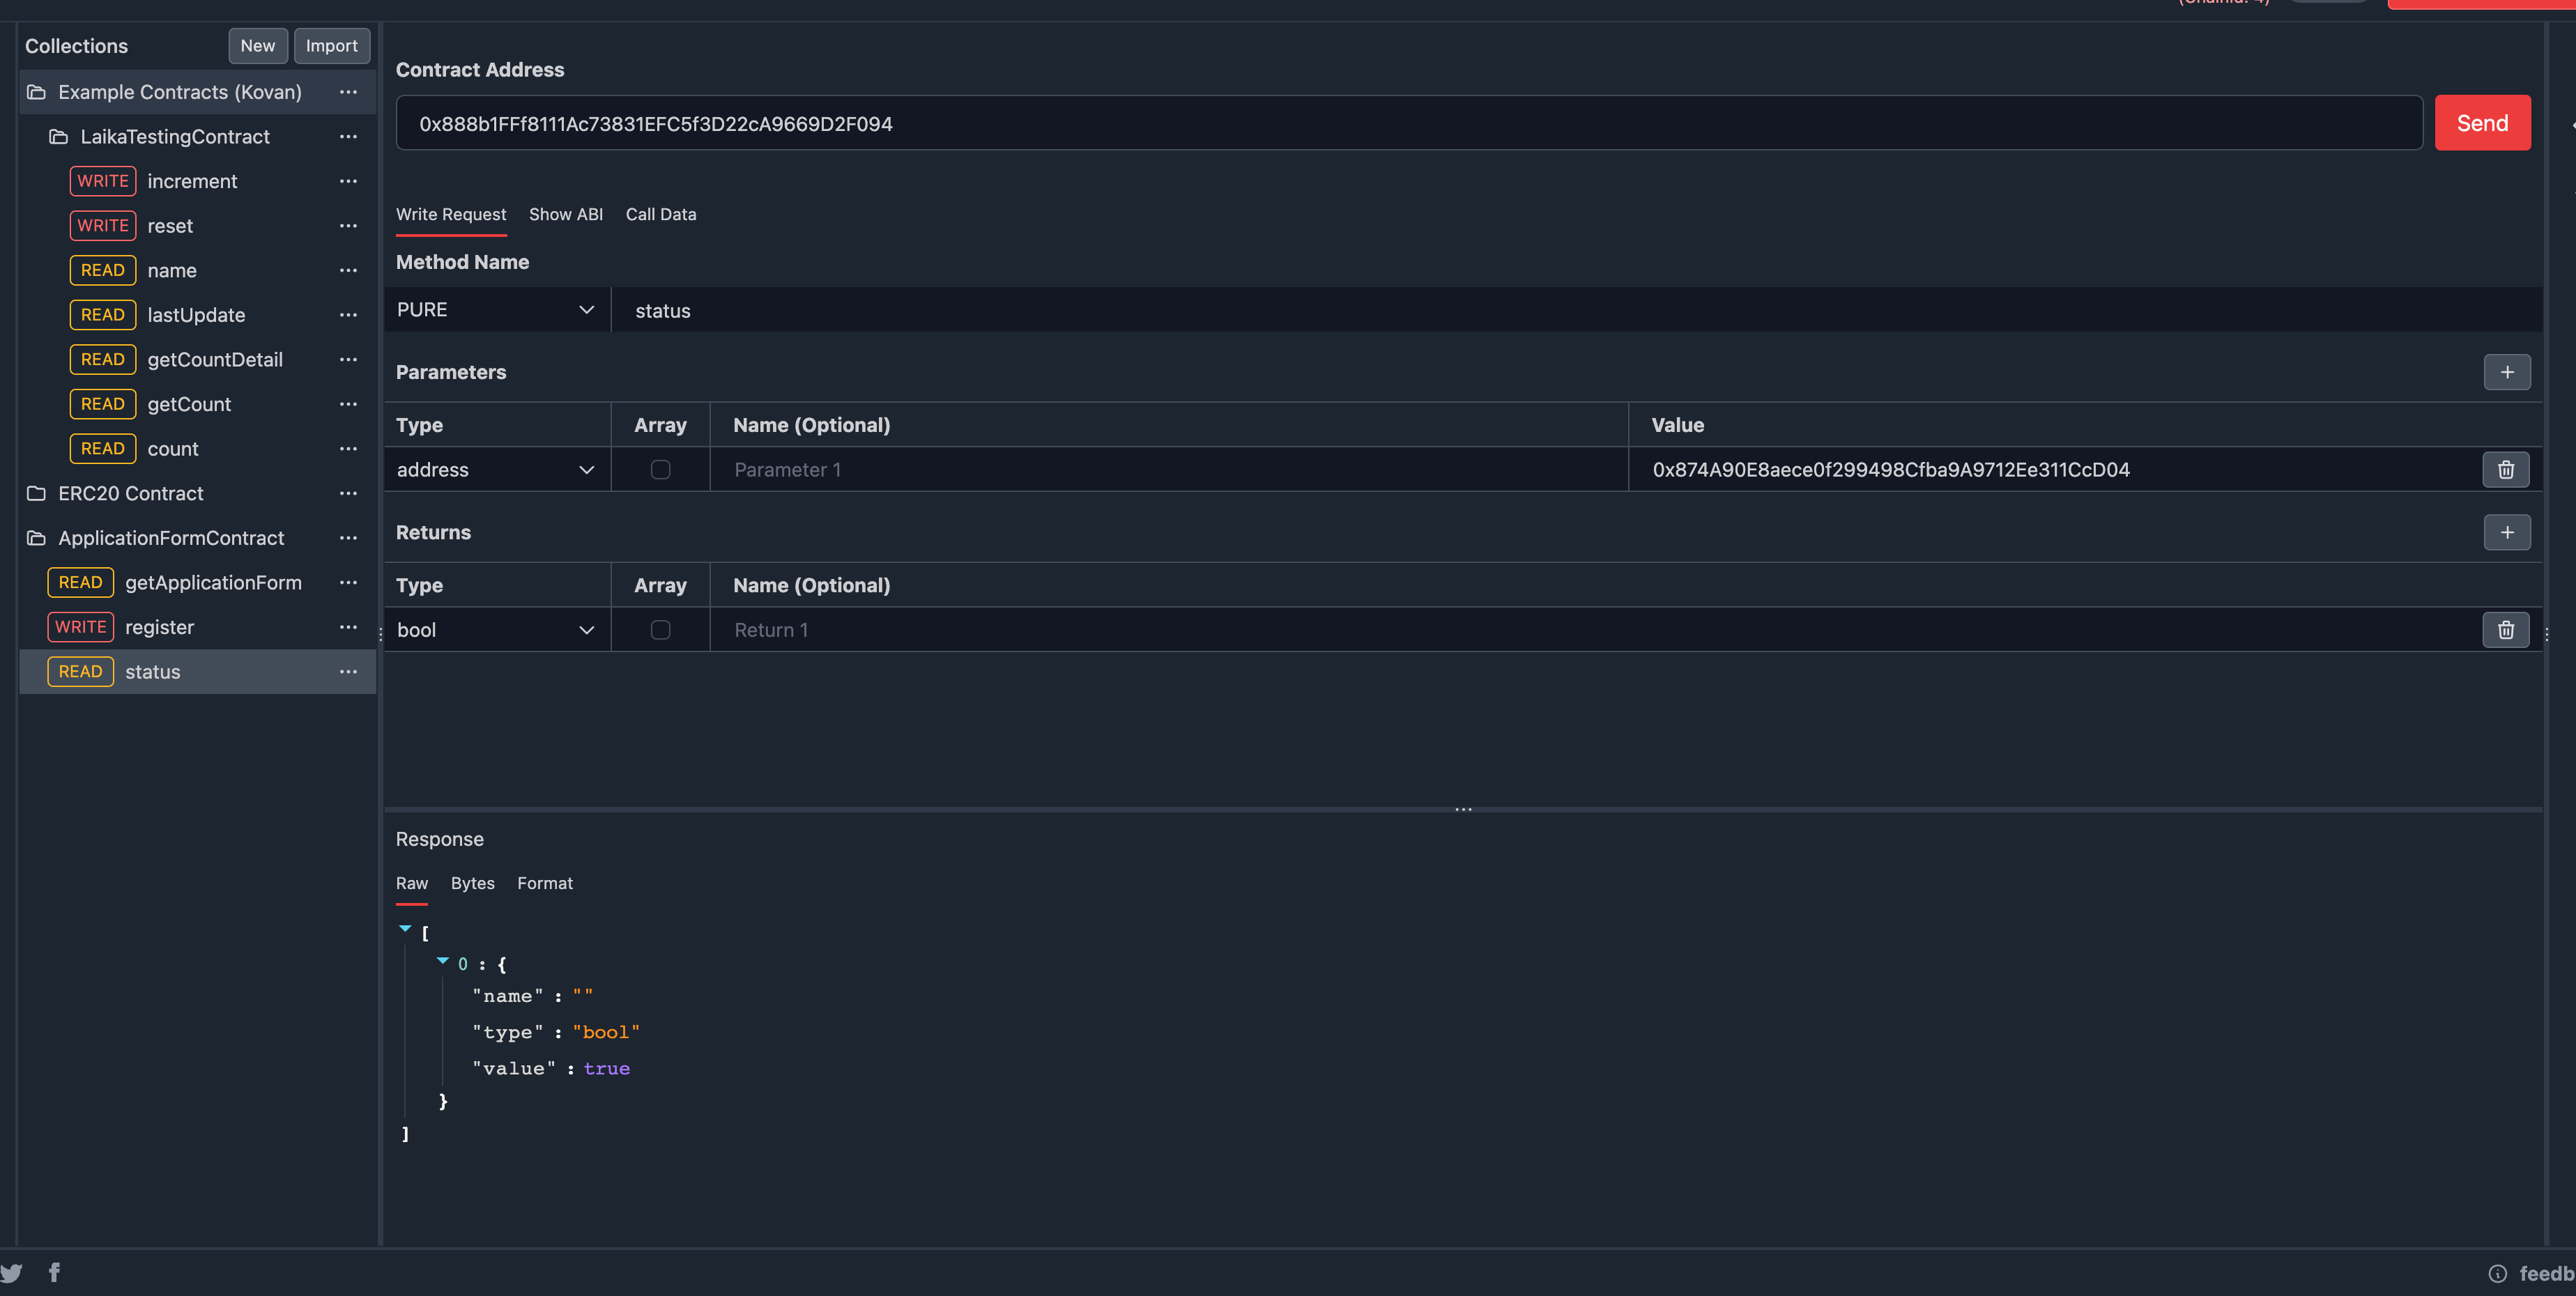 (ChainId: 4)
Collections
New
Import
Example Contracts (Kovan)
LaikaTestingContract
WRITE increment
WRITE reset
READ name
READ lastUpdate
READ getCountDetail
READ getCount
READ count
ERC20 Contract
ApplicationFormContract
READ getApplicationForm
WRITE register
READ status
Contract Address
0x888b1FFf8111Ac73831EFC5f3D22cA9669D2F094
Send
Write Request Show ABI Call Data
Method Name
PURE status
Parameters
+
Type Array Name (Optional) Value
address Parameter 1 0x874A90E8aece0f299498Cfba9A9712Ee311CcD04
Returns
+
Type Array Name (Optional)
bool Return 1
Response
Raw Bytes Format
[
0 : {
"name" : ""
"type" : "bool"
"value" : true
}
]
feedb